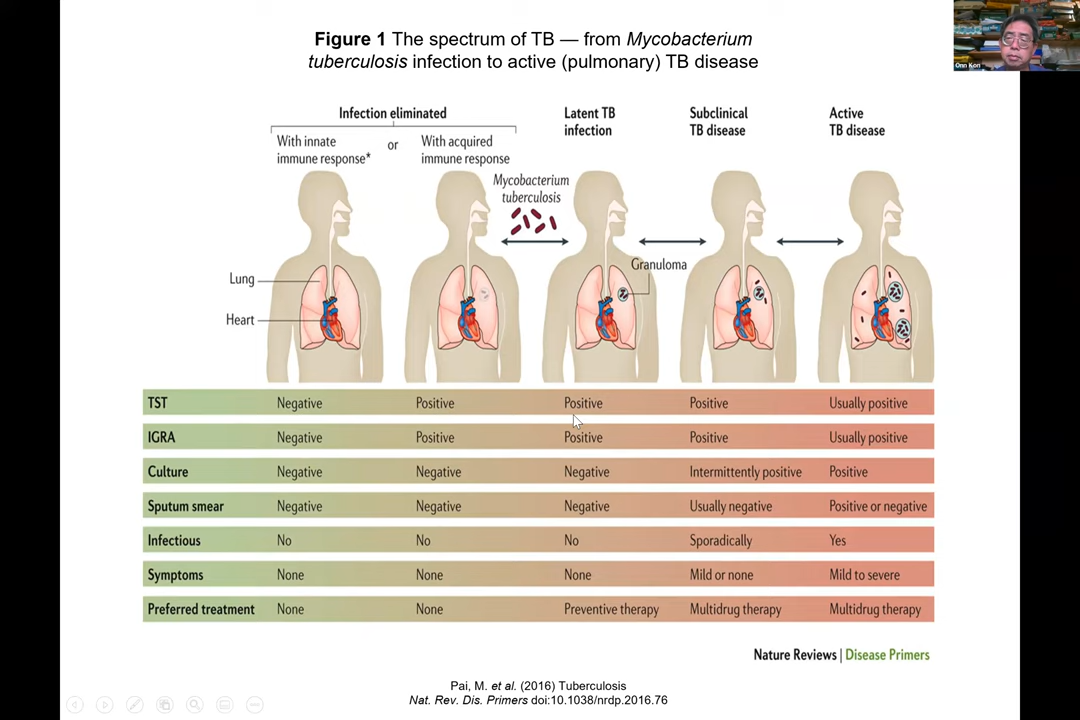 Figure 1 The spectrum of TB — from Mycobacterium
tuberculosis infection to active (pulmonary) TB disease
Onn Kon
Infection eliminated
With innate
immune response*
or
With acquired
immune response
Latent TB
infection
Subclinical
TB disease
Active
TB disease
Mycobacterium
tuberculosis
Granuloma
Lung
Heart
TST Negative Positive Positive Positive Usually positive
IGRA Negative Positive Positive Positive Usually positive
Culture Negative Negative Negative Intermittently positive Positive
Sputum smear Negative Negative Negative Usually negative Positive or negative
Infectious No No No Sporadically Yes
Symptoms None None None Mild or none Mild to severe
Preferred treatment None None Preventive therapy Multidrug therapy Multidrug therapy
Nature Reviews | Disease Primers
Pai, M. et al. (2016) Tuberculosis
Nat. Rev. Dis. Primers doi:10.1038/nrdp.2016.76